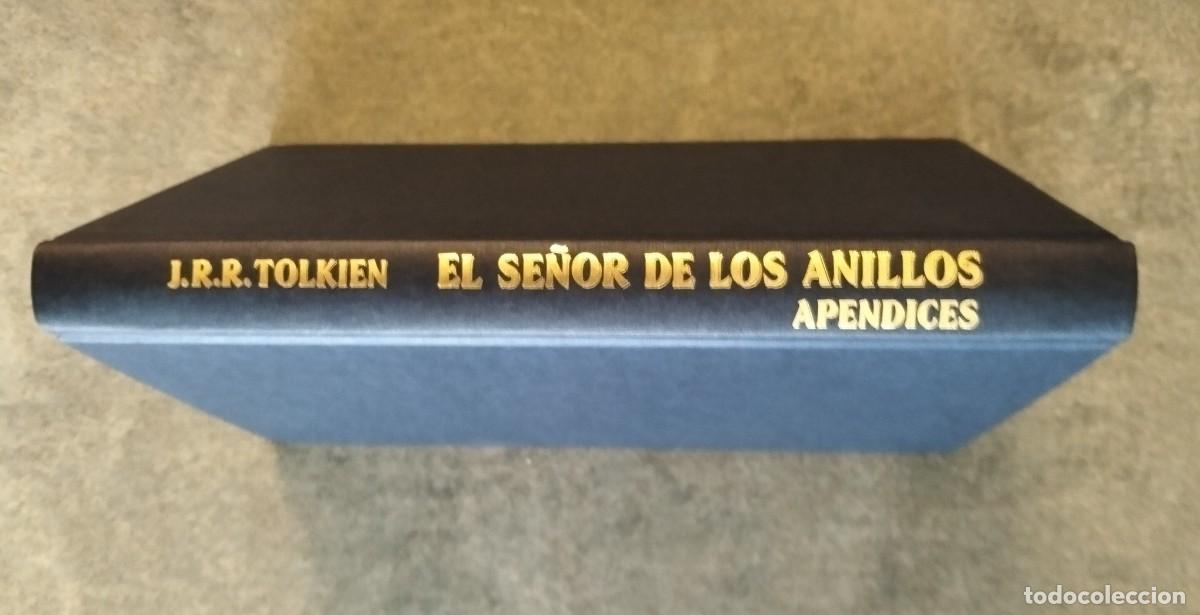 J.R.R. TOLKIEN EL SEÑOR DE LOS ANILLOS
APENDICES
todocoleccion